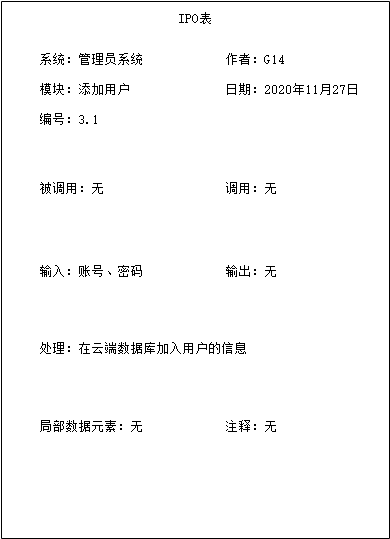 IPO表
系统：管理员系统 作者：G14
模块：添加用户 日期：2020年11月27日
编号：3.1
被调用：无 调用：无
输入：账号、密码 输出：无
处理：在云端数据库加入用户的信息
局部数据元素：无 注释：无